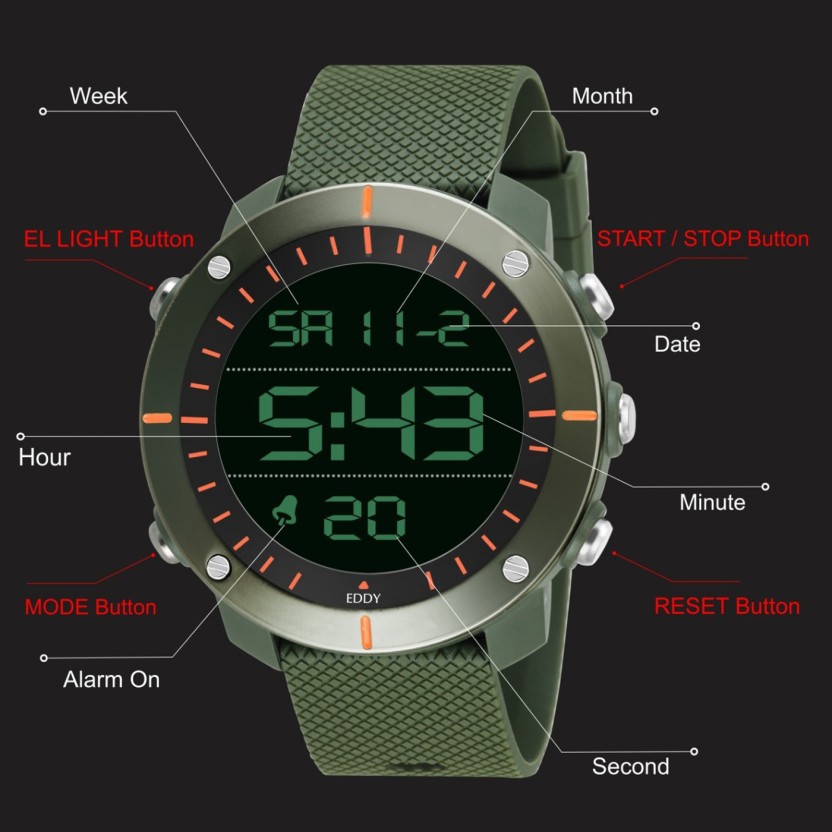 Week
Month
EL LIGHT Button
START / STOP Button
SA 11-2
Date
5:43
Hour
Minute
20
EDDY
MODE Button
RESET Button
Alarm On
Second